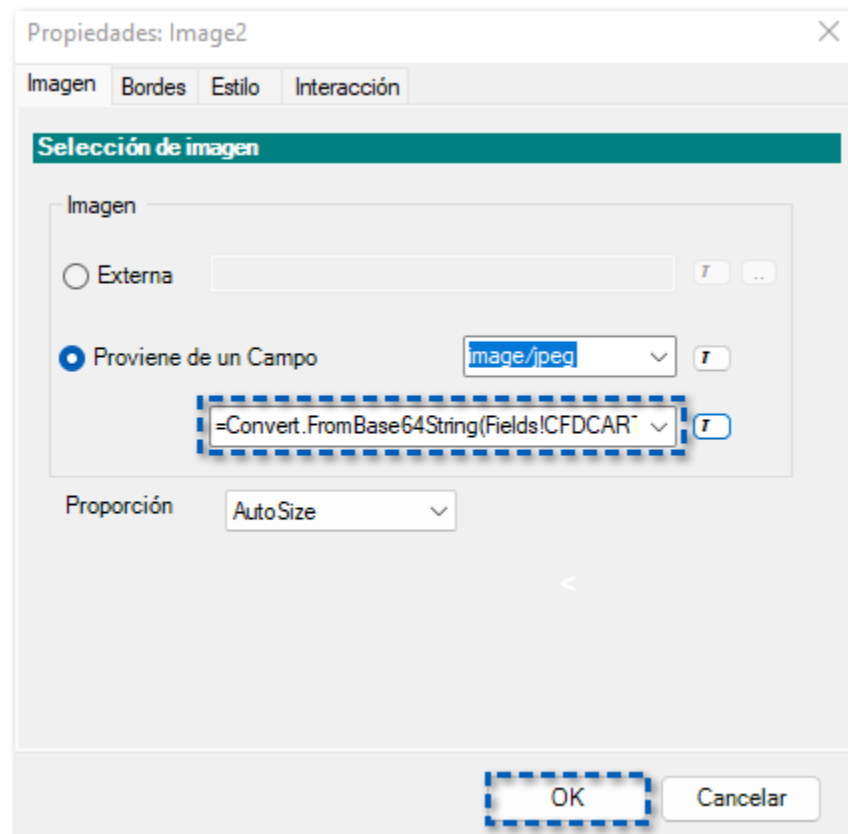 Propiedades: Image2
Imagen Bordes Estilo Interacción
Selección de imagen
Imagen
Externa T ..
Proviene de un Campo image/jpeg T
=Convert.FromBase64String(Fields!CFDCART T
Proporción AutoSize
<
OK Cancelar